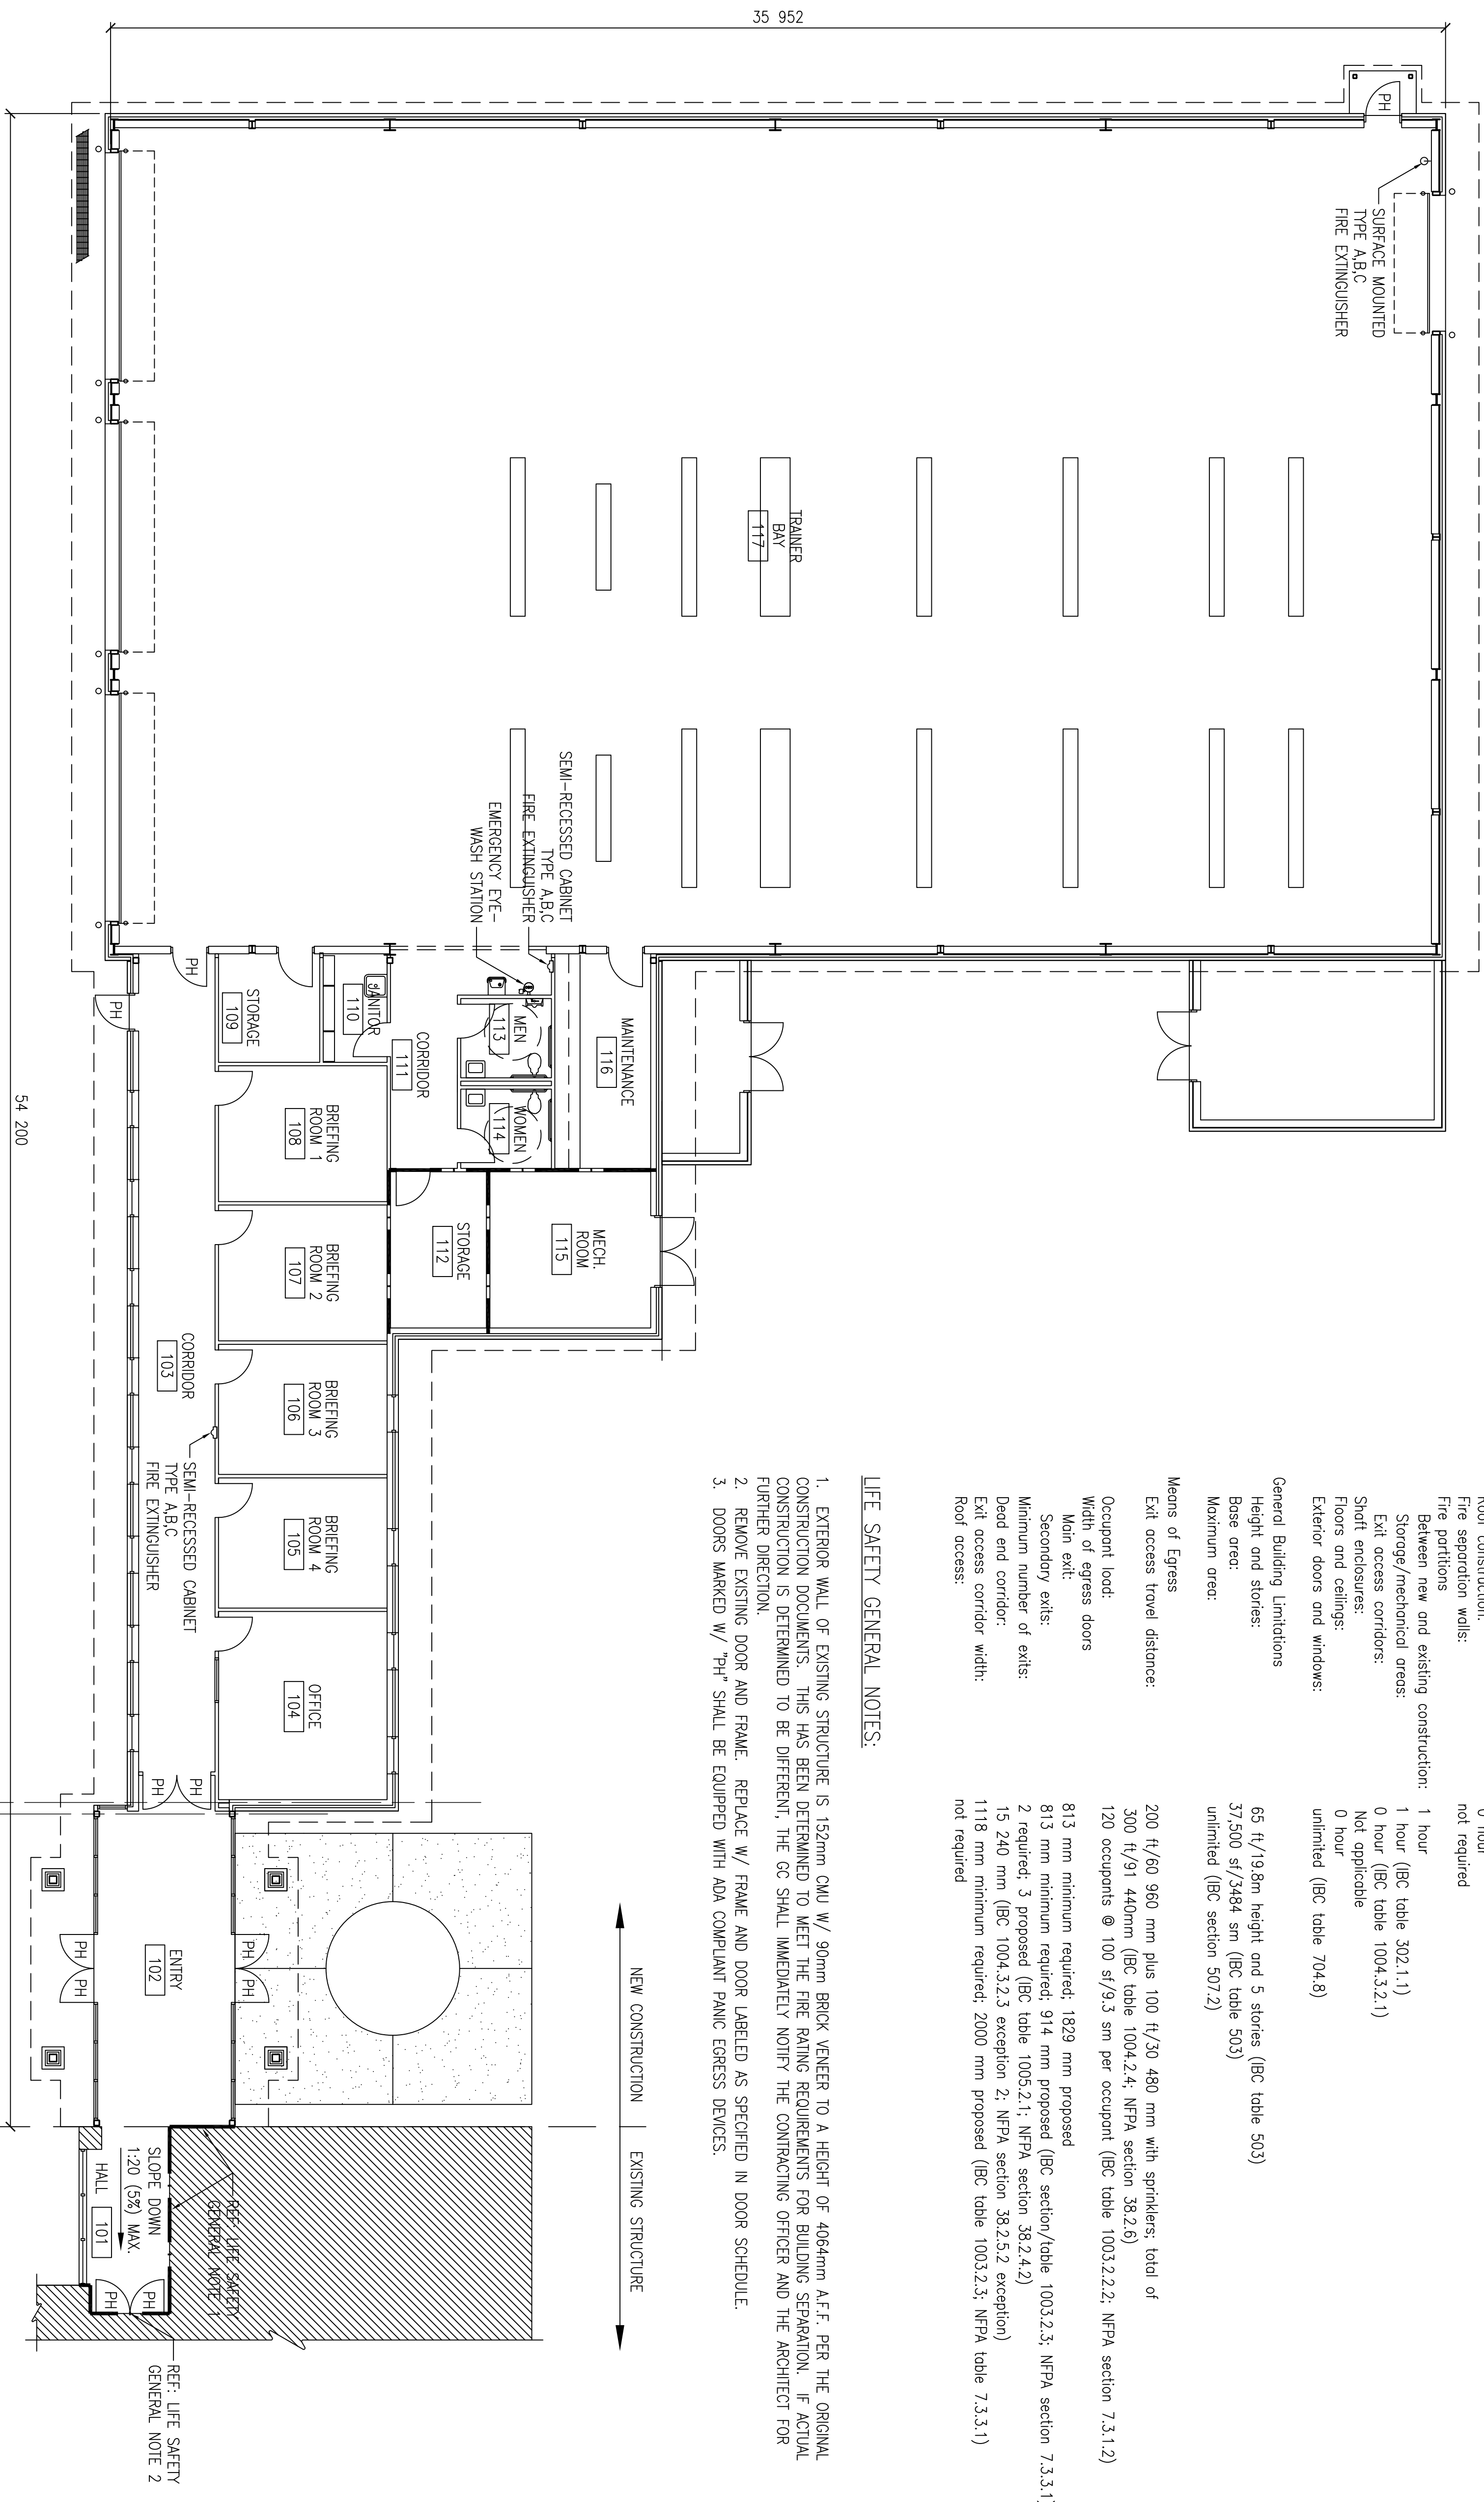 Fire separation walls:
not required
Fire partitions
Between new and existing construction:
1 hour
Storage/mechanical areas:
1 hour (IBC table 302.1.1)
Exit access corridors:
0 hour (IBC table 1004.3.2.1)
Shaft enclosures:
Not applicable
Floors and ceilings:
0 hour
Exterior doors and windows:
unlimited (IBC table 704.8)
General Building Limitations
Height and stories:
65 ft/19.8m height and 5 stories (IBC table 503)
Base area:
37,500 sf/3484 sm (IBC table 503)
Maximum area:
unlimited (IBC section 507.2)
Means of Egress
Exit access travel distance:
200 ft/60 960 mm plus 100 ft/30 480 mm with sprinklers; total of
300 ft/91 440mm (IBC table 1004.2.4; NFPA section 38.2.6)
Occupant load:
120 occupants @ 100 sf/9.3 sm per occupant (IBC table 1003.2.2.2; NFPA section 7.3.1.2)
Width of egress doors
Main exit:
813 mm minimum required; 1829 mm proposed
Secondary exits:
813 mm minimum required; 914 mm proposed (IBC section/table 1003.2.3; NFPA section 7.3.3.1)
Minimum number of exits:
2 required; 3 proposed (IBC table 1005.2.1; NFPA section 38.2.4.2)
Dead end corridor:
15 240 mm (IBC 1004.3.2.3 exception 2; NFPA section 38.2.5.2 exception)
Exit access corridor width:
1118 mm minimum required; 2000 mm proposed (IBC table 1003.2.3; NFPA table 7.3.3.1)
Roof access:
not required
LIFE SAFETY GENERAL NOTES:
1. EXTERIOR WALL OF EXISTING STRUCTURE IS 152mm CMU W/ 90mm BRICK VENEER TO A HEIGHT OF 4064mm A.F.F. PER THE ORIGINAL
CONSTRUCTION DOCUMENTS. THIS HAS BEEN DETERMINED TO MEET THE FIRE RATING REQUIREMENTS FOR BUILDING SEPARATION. IF ACTUAL
CONSTRUCTION IS DETERMINED TO BE DIFFERENT, THE GC SHALL IMMEDIATELY NOTIFY THE CONTRACTING OFFICER AND THE ARCHITECT FOR
FURTHER DIRECTION.
2. REMOVE EXISTING DOOR AND FRAME. REPLACE W/ FRAME AND DOOR LABELED AS SPECIFIED IN DOOR SCHEDULE.
3. DOORS MARKED W/ "PH" SHALL BE EQUIPPED WITH ADA COMPLIANT PANIC EGRESS DEVICES.
NEW CONSTRUCTION
EXISTING STRUCTURE
35 952
PH
SURFACE MOUNTED
TYPE A,B,C
FIRE EXTINGUISHER
TRAINER
BAY
117
SEMI-RECESSED CABINET
TYPE A,B,C
FIRE EXTINGUISHER
EMERGENCY EYE-
WASH STATION
MAINTENANCE
116
MEN
113
WOMEN
114
MECH.
ROOM
115
STORAGE
112
CORRIDOR
111
JANITOR
110
STORAGE
109
PH
PH
BRIEFING
ROOM 1
108
BRIEFING
ROOM 2
107
BRIEFING
ROOM 3
106
BRIEFING
ROOM 4
105
OFFICE
104
CORRIDOR
103
SEMI-RECESSED CABINET
TYPE A,B,C
FIRE EXTINGUISHER
PH
PH
PH
PH
ENTRY
102
PH
PH
REF: LIFE SAFETY
GENERAL NOTE 1
SLOPE DOWN
1:20 (5%) MAX.
HALL
101
PH
PH
REF: LIFE SAFETY
GENERAL NOTE 2
54 200